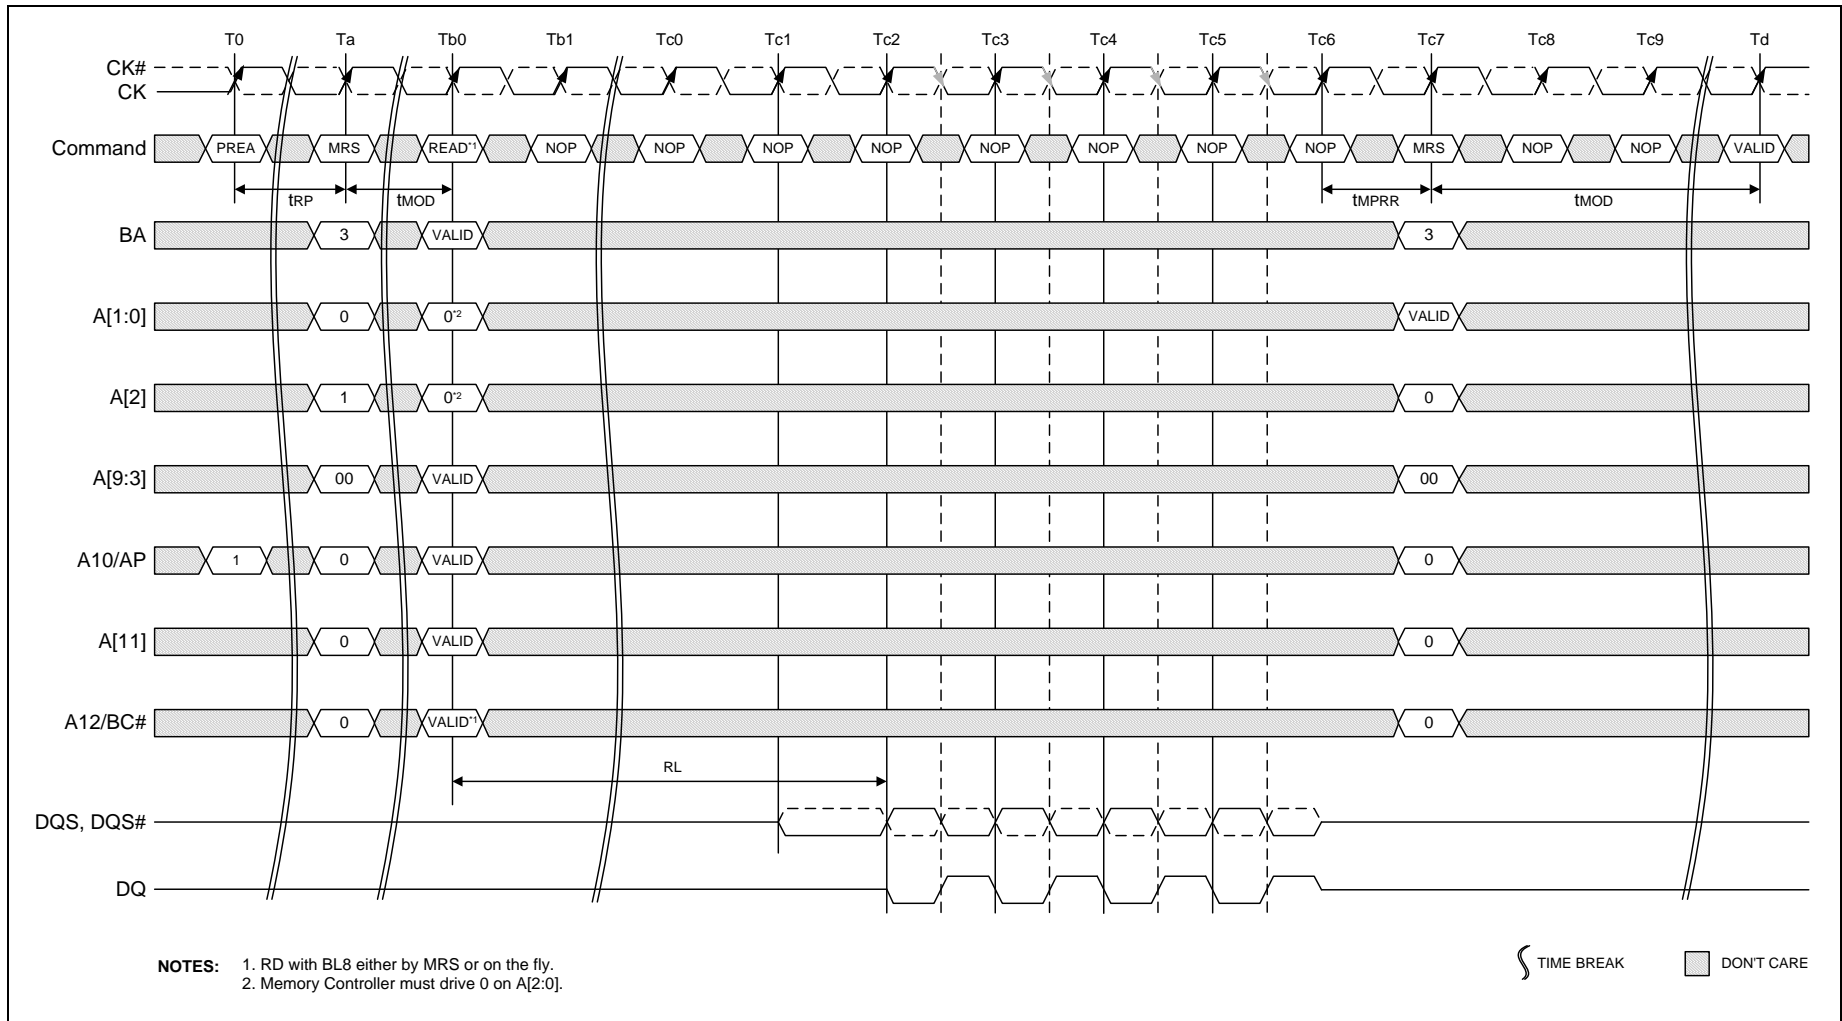 T0 Ta Tb0 Tb1 Tc0 Tc1 Tc2 Tc3 Tc4 Tc5 Tc6 Tc7 Tc8 Tc9 Td
CK#
CK
Command PREA MRS READ*1 NOP NOP NOP NOP NOP NOP NOP NOP MRS NOP NOP VALID
tRP tMOD tMPRR tMOD
BA 3 VALID 3
A[1:0] 0 0*2 VALID
A[2] 1 0*2 0
A[9:3] 00 VALID 00
A10/AP 1 0 VALID 0
A[11] 0 VALID 0
A12/BC# 0 VALID*1 0
RL
DQS, DQS#
DQ
NOTES: 1. RD with BL8 either by MRS or on the fly.
2. Memory Controller must drive 0 on A[2:0].
TIME BREAK DON'T CARE